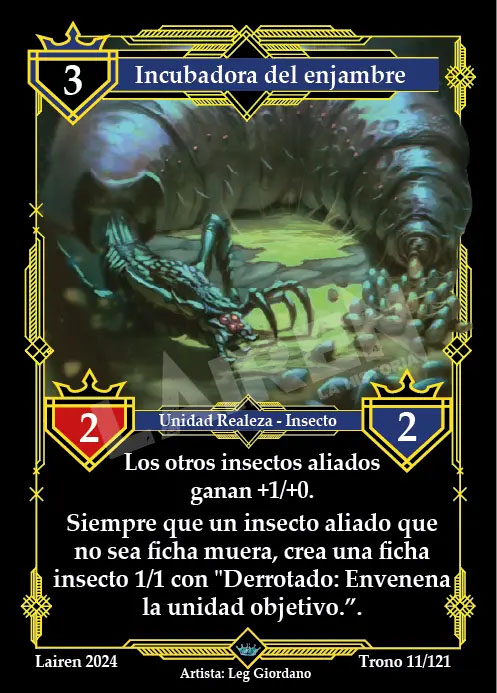 3
Incubadora del enjambre
LAIREN
2
Unidad Realeza - Insecto
2
Los otros insectos aliados
ganan +1/+0.
Siempre que un insecto aliado que
no sea ficha muera, crea una ficha
insecto 1/1 con "Derrotado: Envenena
la unidad objetivo.”.
Lairen 2024
Trono 11/121
Artista: Leg Giordano